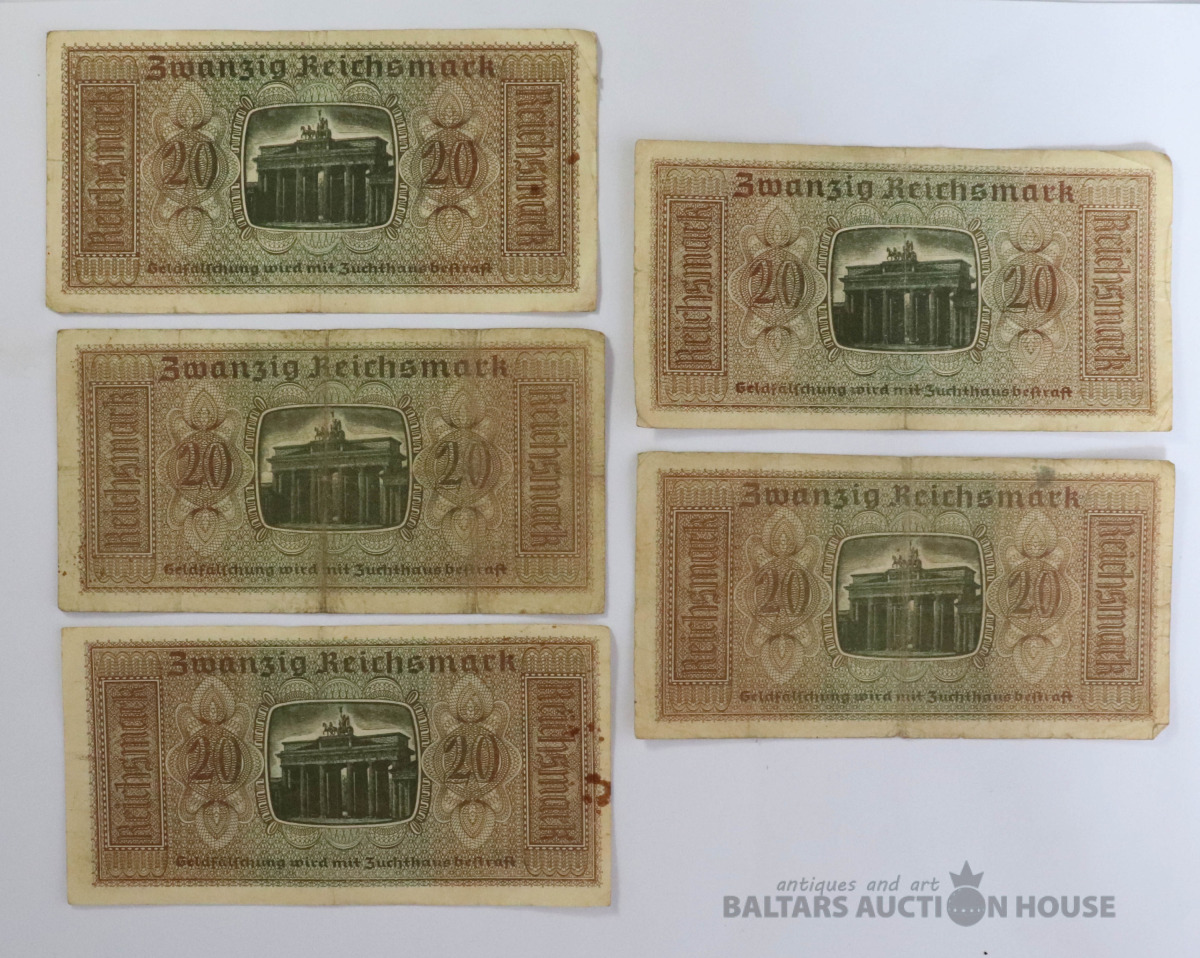 Zwanzig Reichsmark
Reichsmark
20
20
Reichsmark
Geldfälschung wird mit Zuchthaus bestraft
Zwanzig Reichsmark
Reichsmark
20
20
Reichsmark
Geldfälschung wird mit Zuchthaus bestraft
Zwanzig Reichsmark
Reichsmark
20
20
Reichsmark
Geldfälschung wird mit Zuchthaus bestraft
Zwanzig Reichsmark
Reichsmark
20
20
Reichsmark
Geldfälschung wird mit Zuchthaus bestraft
Zwanzig Reichsmark
Reichsmark
20
20
Reichsmark
Geldfälschung wird mit Zuchthaus bestraft
antiques and art
BALTARS AUCTION HOUSE